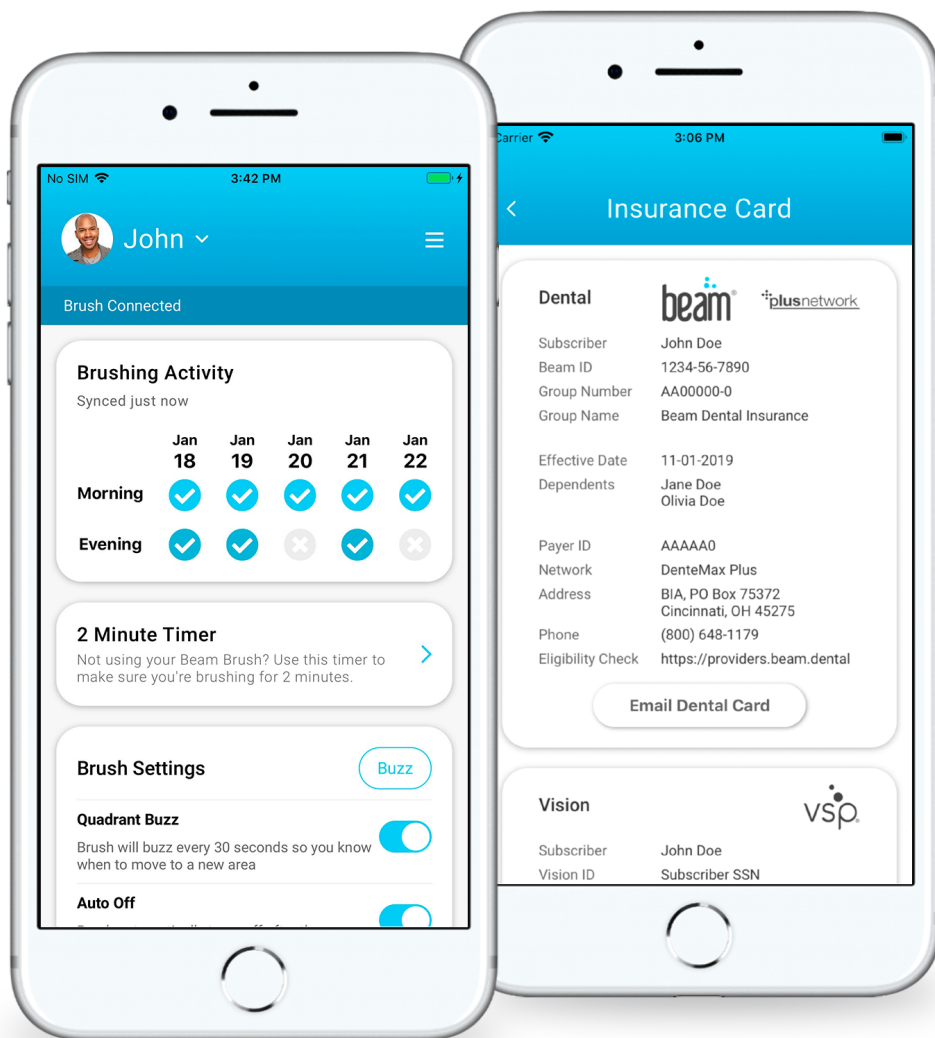 No SIM
3:42 PM
John
Brush Connected
Brushing Activity
Synced just now
Jan Jan Jan Jan Jan
18 19 20 21 22
Morning
Evening
2 Minute Timer
Not using your Beam Brush? Use this timer to
make sure you're brushing for 2 minutes.
Brush Settings
Buzz
Quadrant Buzz
Brush will buzz every 30 seconds so you know
when to move to a new area
Auto Off
Carrier
3:06 PM
Insurance Card
Dental
beam®
plusnetwork
Subscriber John Doe
Beam ID 1234-56-7890
Group Number AA00000-0
Group Name Beam Dental Insurance
Effective Date 11-01-2019
Dependents Jane Doe
Olivia Doe
Payer ID AAAAA0
Network DenteMax Plus
Address BIA, PO Box 75372
Cincinnati, OH 45275
Phone (800) 648-1179
Eligibility Check https://providers.beam.dental
Email Dental Card
Vision
vsp.
Subscriber John Doe
Vision ID Subscriber SSN